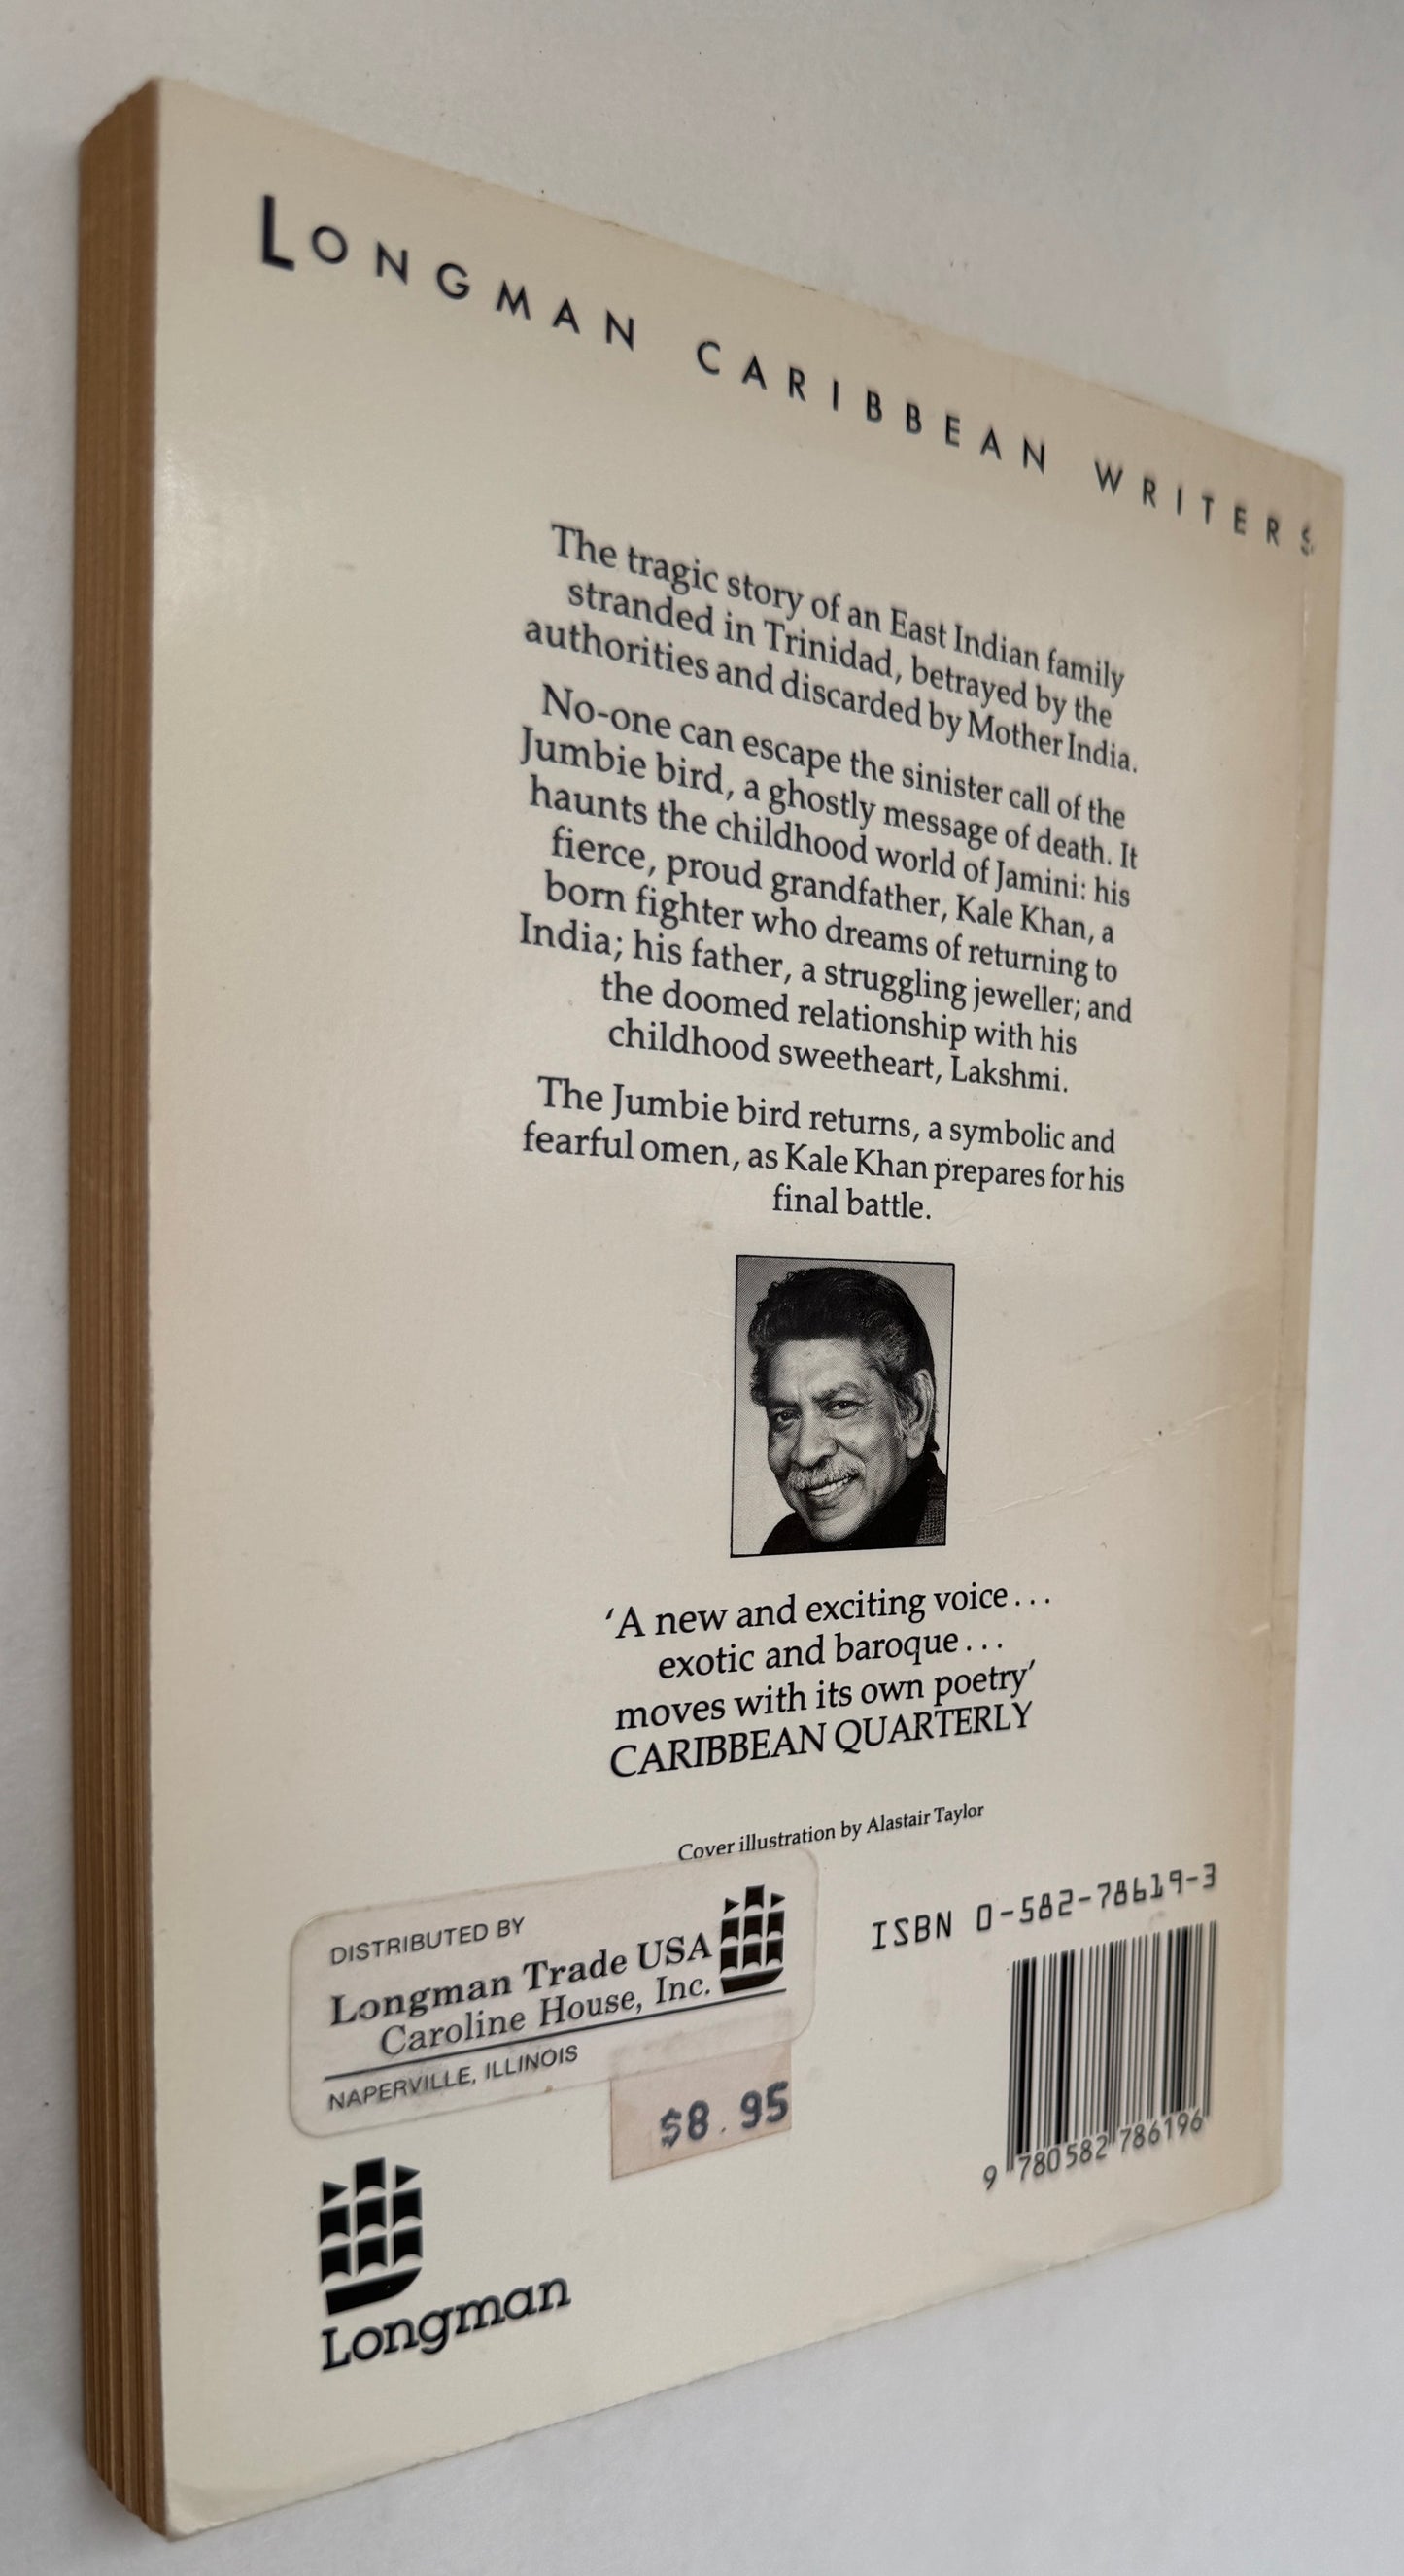 LONGMAN CARIBBEAN WRITERS
The tragic story of an East Indian family
stranded in Trinidad, betrayed by the
authorities and discarded by Mother India.
No-one can escape the sinister call of the
Jumbie bird, a ghostly message of death. It
haunts the childhood world of Jamini: his
fierce, proud grandfather, Kale Khan, a
born fighter who dreams of returning to
India; his father, a struggling jeweller; and
the doomed relationship with his
childhood sweetheart, Lakshmi.
The Jumbie bird returns, a symbolic and
fearful omen, as Kale Khan prepares for his
final battle.
‘A new and exciting voice...
exotic and baroque...
moves with its own poetry’
CARIBBEAN QUARTERLY
Cover illustration by Alastair Taylor
DISTRIBUTED BY
Longman Trade USA
Caroline House, Inc.
NAPERVILLE, ILLINOIS
$8.95
ISBN 0-582-78619-3
9 780582 786196
Longman